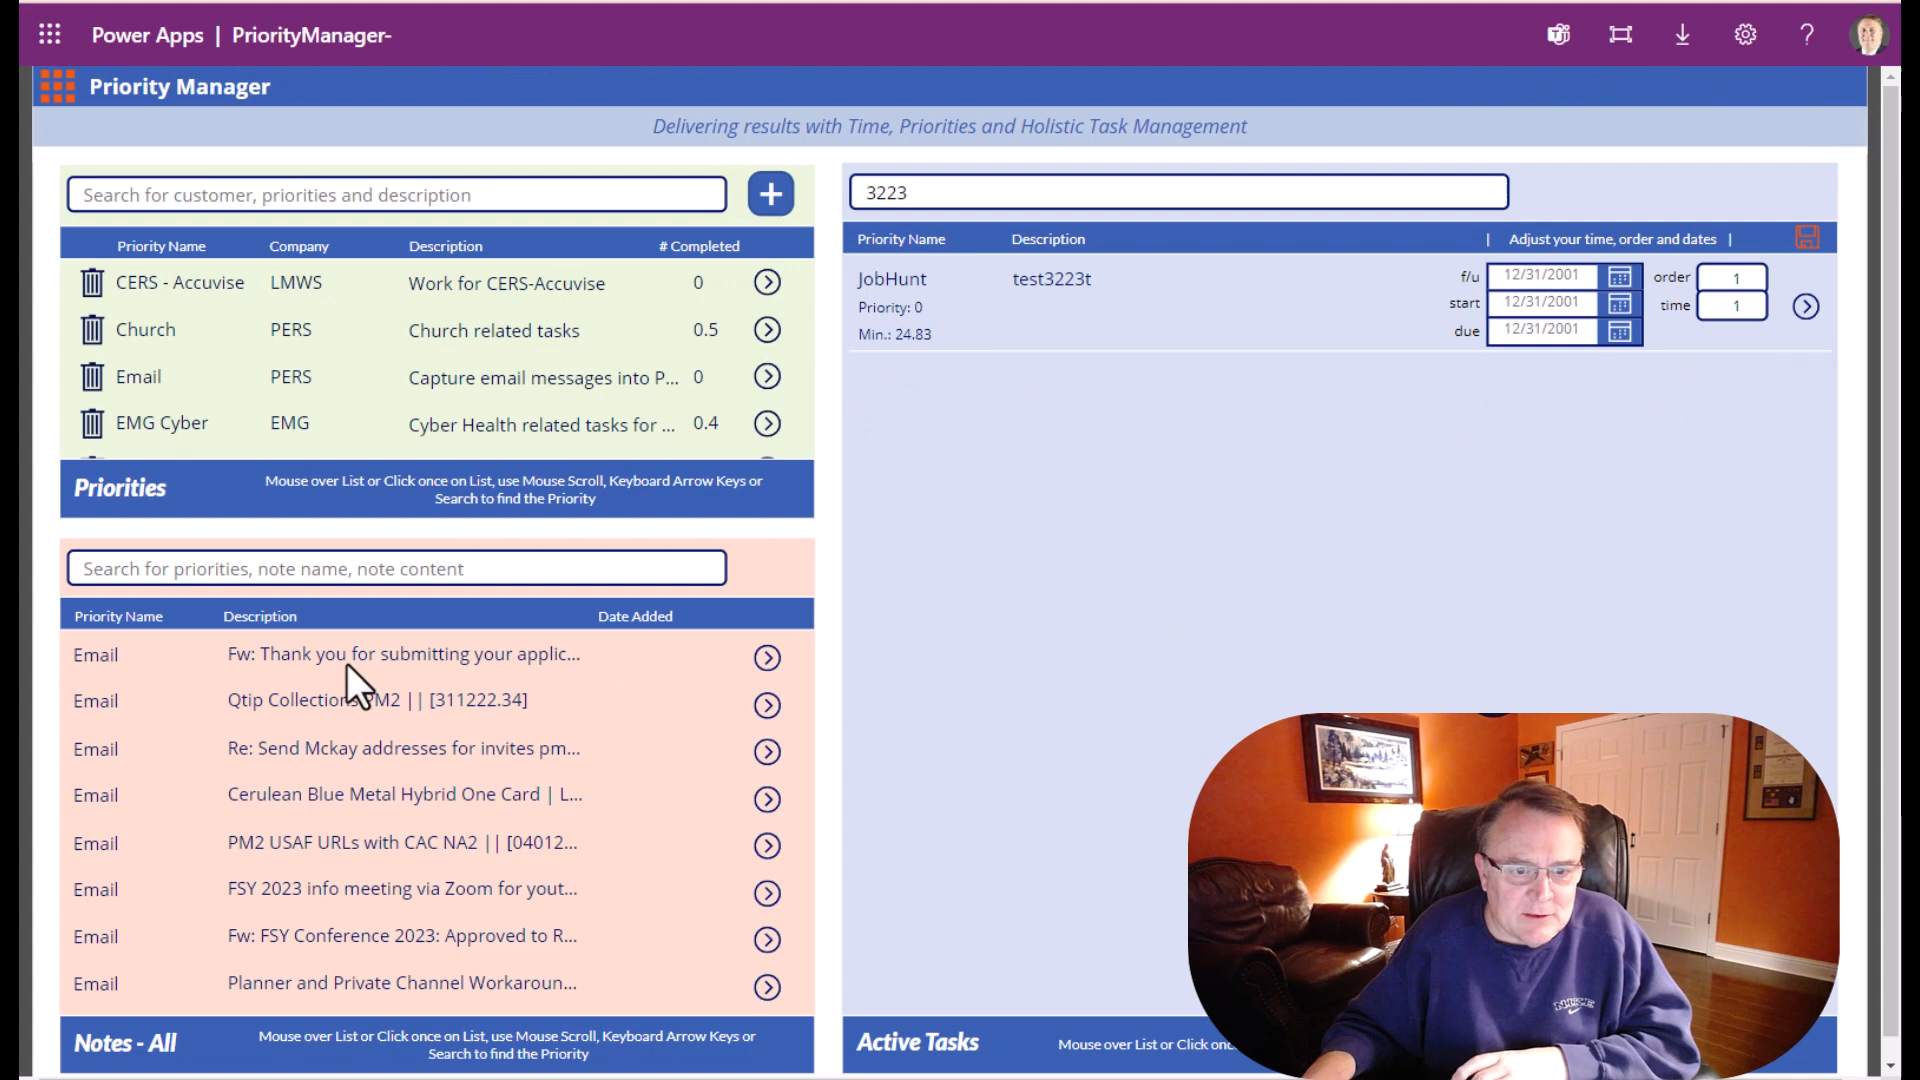 Power Apps | PriorityManager-
Priority Manager
Delivering results with Time, Priorities and Holistic Task Management
Search for customer, priorities and description
Priority Name Company Description # Completed
CERS - Accuvise LMWS Work for CERS-Accuvise 0
Church PERS Church related tasks 0.5
Email PERS Capture email messages into P... 0
EMG Cyber EMG Cyber Health related tasks for ... 0.4
Priorities
Mouse over List or Click once on List, use Mouse Scroll, Keyboard Arrow Keys or
Search to find the Priority
Search for priorities, note name, note content
Priority Name Description Date Added
Email Fw: Thank you for submitting your applic...
Email Qtip Collection PM2 || [311222.34]
Email Re: Send Mckay addresses for invites pm...
Email Cerulean Blue Metal Hybrid One Card | L...
Email PM2 USAF URLs with CAC NA2 || [04012...
Email FSY 2023 info meeting via Zoom for yout...
Email Fw: FSY Conference 2023: Approved to R...
Email Planner and Private Channel Workaroun...
Notes - All
Mouse over List or Click once on List, use Mouse Scroll, Keyboard Arrow Keys or
Search to find the Priority
3223
Priority Name Description | Adjust your time, order and dates |
JobHunt test3223t
Priority: 0
Min.: 24.83
f/u 12/31/2001 order 1
start 12/31/2001 time 1
due 12/31/2001
Active Tasks
Mouse over List or Click onc
NIKE